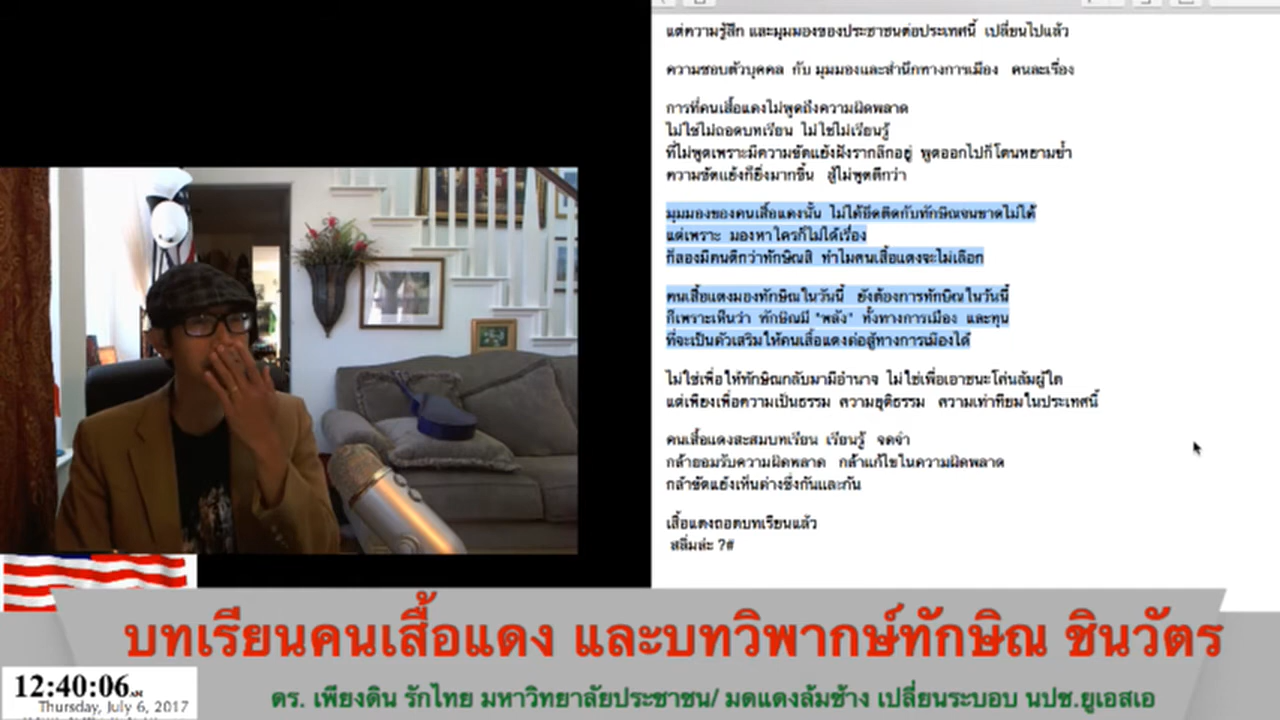 แต่ความรู้สึก และมุมมองของประชาชนต่อประเทศนี้ เปลี่ยนไปแล้ว
ความชอบตัวบุคคล กับ มุมมองและสำนึกทางการเมือง คนละเรื่อง
การที่คนเสื้อแดงไม่พูดถึงความผิดพลาด
ไม่ใช่ไม่ถอดบทเรียน ไม่ใช่ไม่เรียนรู้
ที่ไม่พูดเพราะมีความขัดแย้งฝังรากลึกอยู่ พูดออกไปก็โดนหยามซ้ำ
ความขัดแย้งก็ยิ่งมากขึ้น สู้ไม่พูดดีกว่า
มุมมองของคนเสื้อแดงนั้น ไม่ได้ยึดติดกับทักษิณจนขาดไม่ได้
แต่เพราะ มองหาใครก็ไม่ได้เรื่อง
ก็ลองมีคนดีกว่าทักษิณสิ ทำไมคนเสื้อแดงจะไม่เลือก
คนเสื้อแดงมองทักษิณในวันนี้ ยังต้องการทักษิณในวันนี้
ก็เพราะเห็นว่า ทักษิณมี "พลัง" ทั้งทางการเมือง และทุน
ที่จะเป็นตัวเสริมให้คนเสื้อแดงต่อสู้ทางการเมืองได้
ไม่ใช่เพื่อให้ทักษิณกลับมามีอำนาจ ไม่ใช่เพื่อเอาชนะโค่นล้มผู้ใด
แต่เพียงเพื่อความเป็นธรรม ความยุติธรรม ความเท่าเทียมในประเทศนี้
คนเสื้อแดงสะสมบทเรียน เรียนรู้ จดจำ
กล้ายอมรับความผิดพลาด กล้าแก้ไขในความผิดพลาด
กล้าขัดแย้งเห็นต่างซึ่งกันและกัน
เสื้อแดงถอดบทเรียนแล้ว
สลิ่มล่ะ ?#
บทเรียนคนเสื้อแดง และบทวิพากษ์ทักษิณ ชินวัตร
12:40:06 AM
Thursday, July 6, 2017
ดร. เพียงดิน รักไทย มหาวิทยาลัยประชาชน/ มดแดงล้มช้าง เปลี่ยนระบอบ นปช.ยูเอสเอ